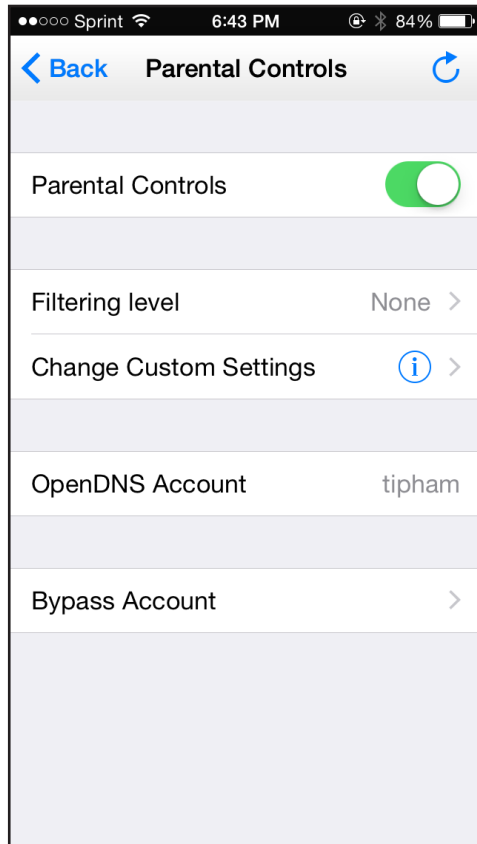 Sprint 6:43 PM 84%
Back Parental Controls
Parental Controls
Filtering level None
Change Custom Settings i
OpenDNS Account tipham
Bypass Account